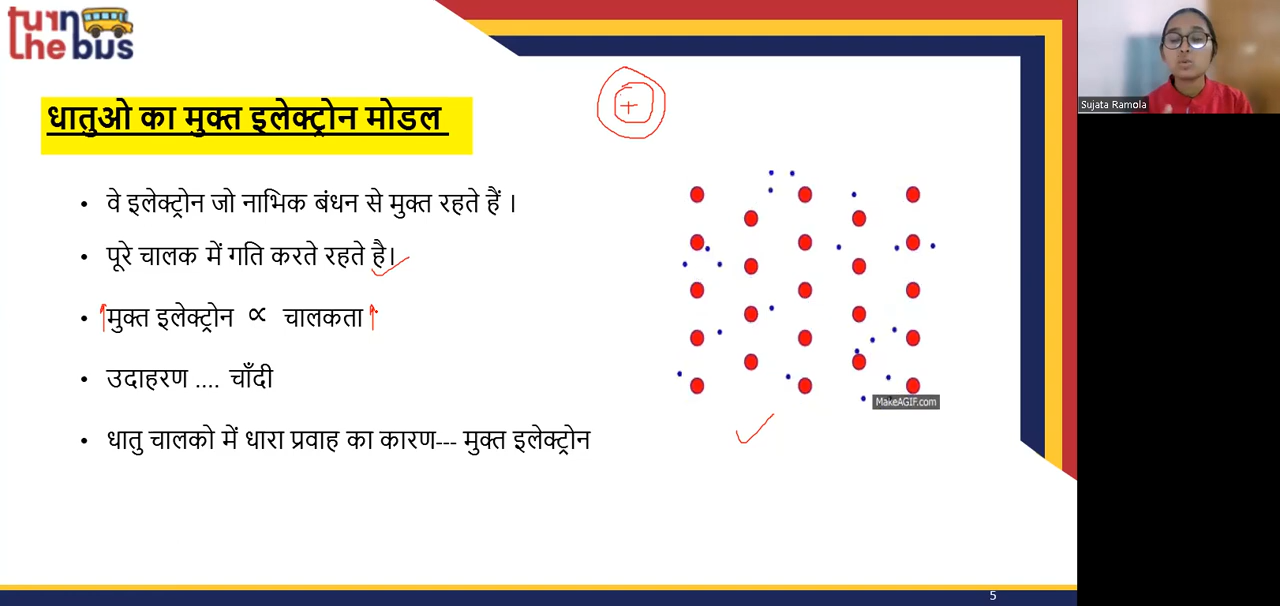 turn
the bus
Sujata Ramola
+
धातुओ का मुक्त इलेक्ट्रोन मोडल
• वे इलेक्ट्रोन जो नाभिक बंधन से मुक्त रहते हैं ।
• पूरे चालक में गति करते रहते है।
• मुक्त इलेक्ट्रोन ∝ चालकता
• उदाहरण .... चाँदी
MakeAGIF.com
• धातु चालको में धारा प्रवाह का कारण--- मुक्त इलेक्ट्रोन
5